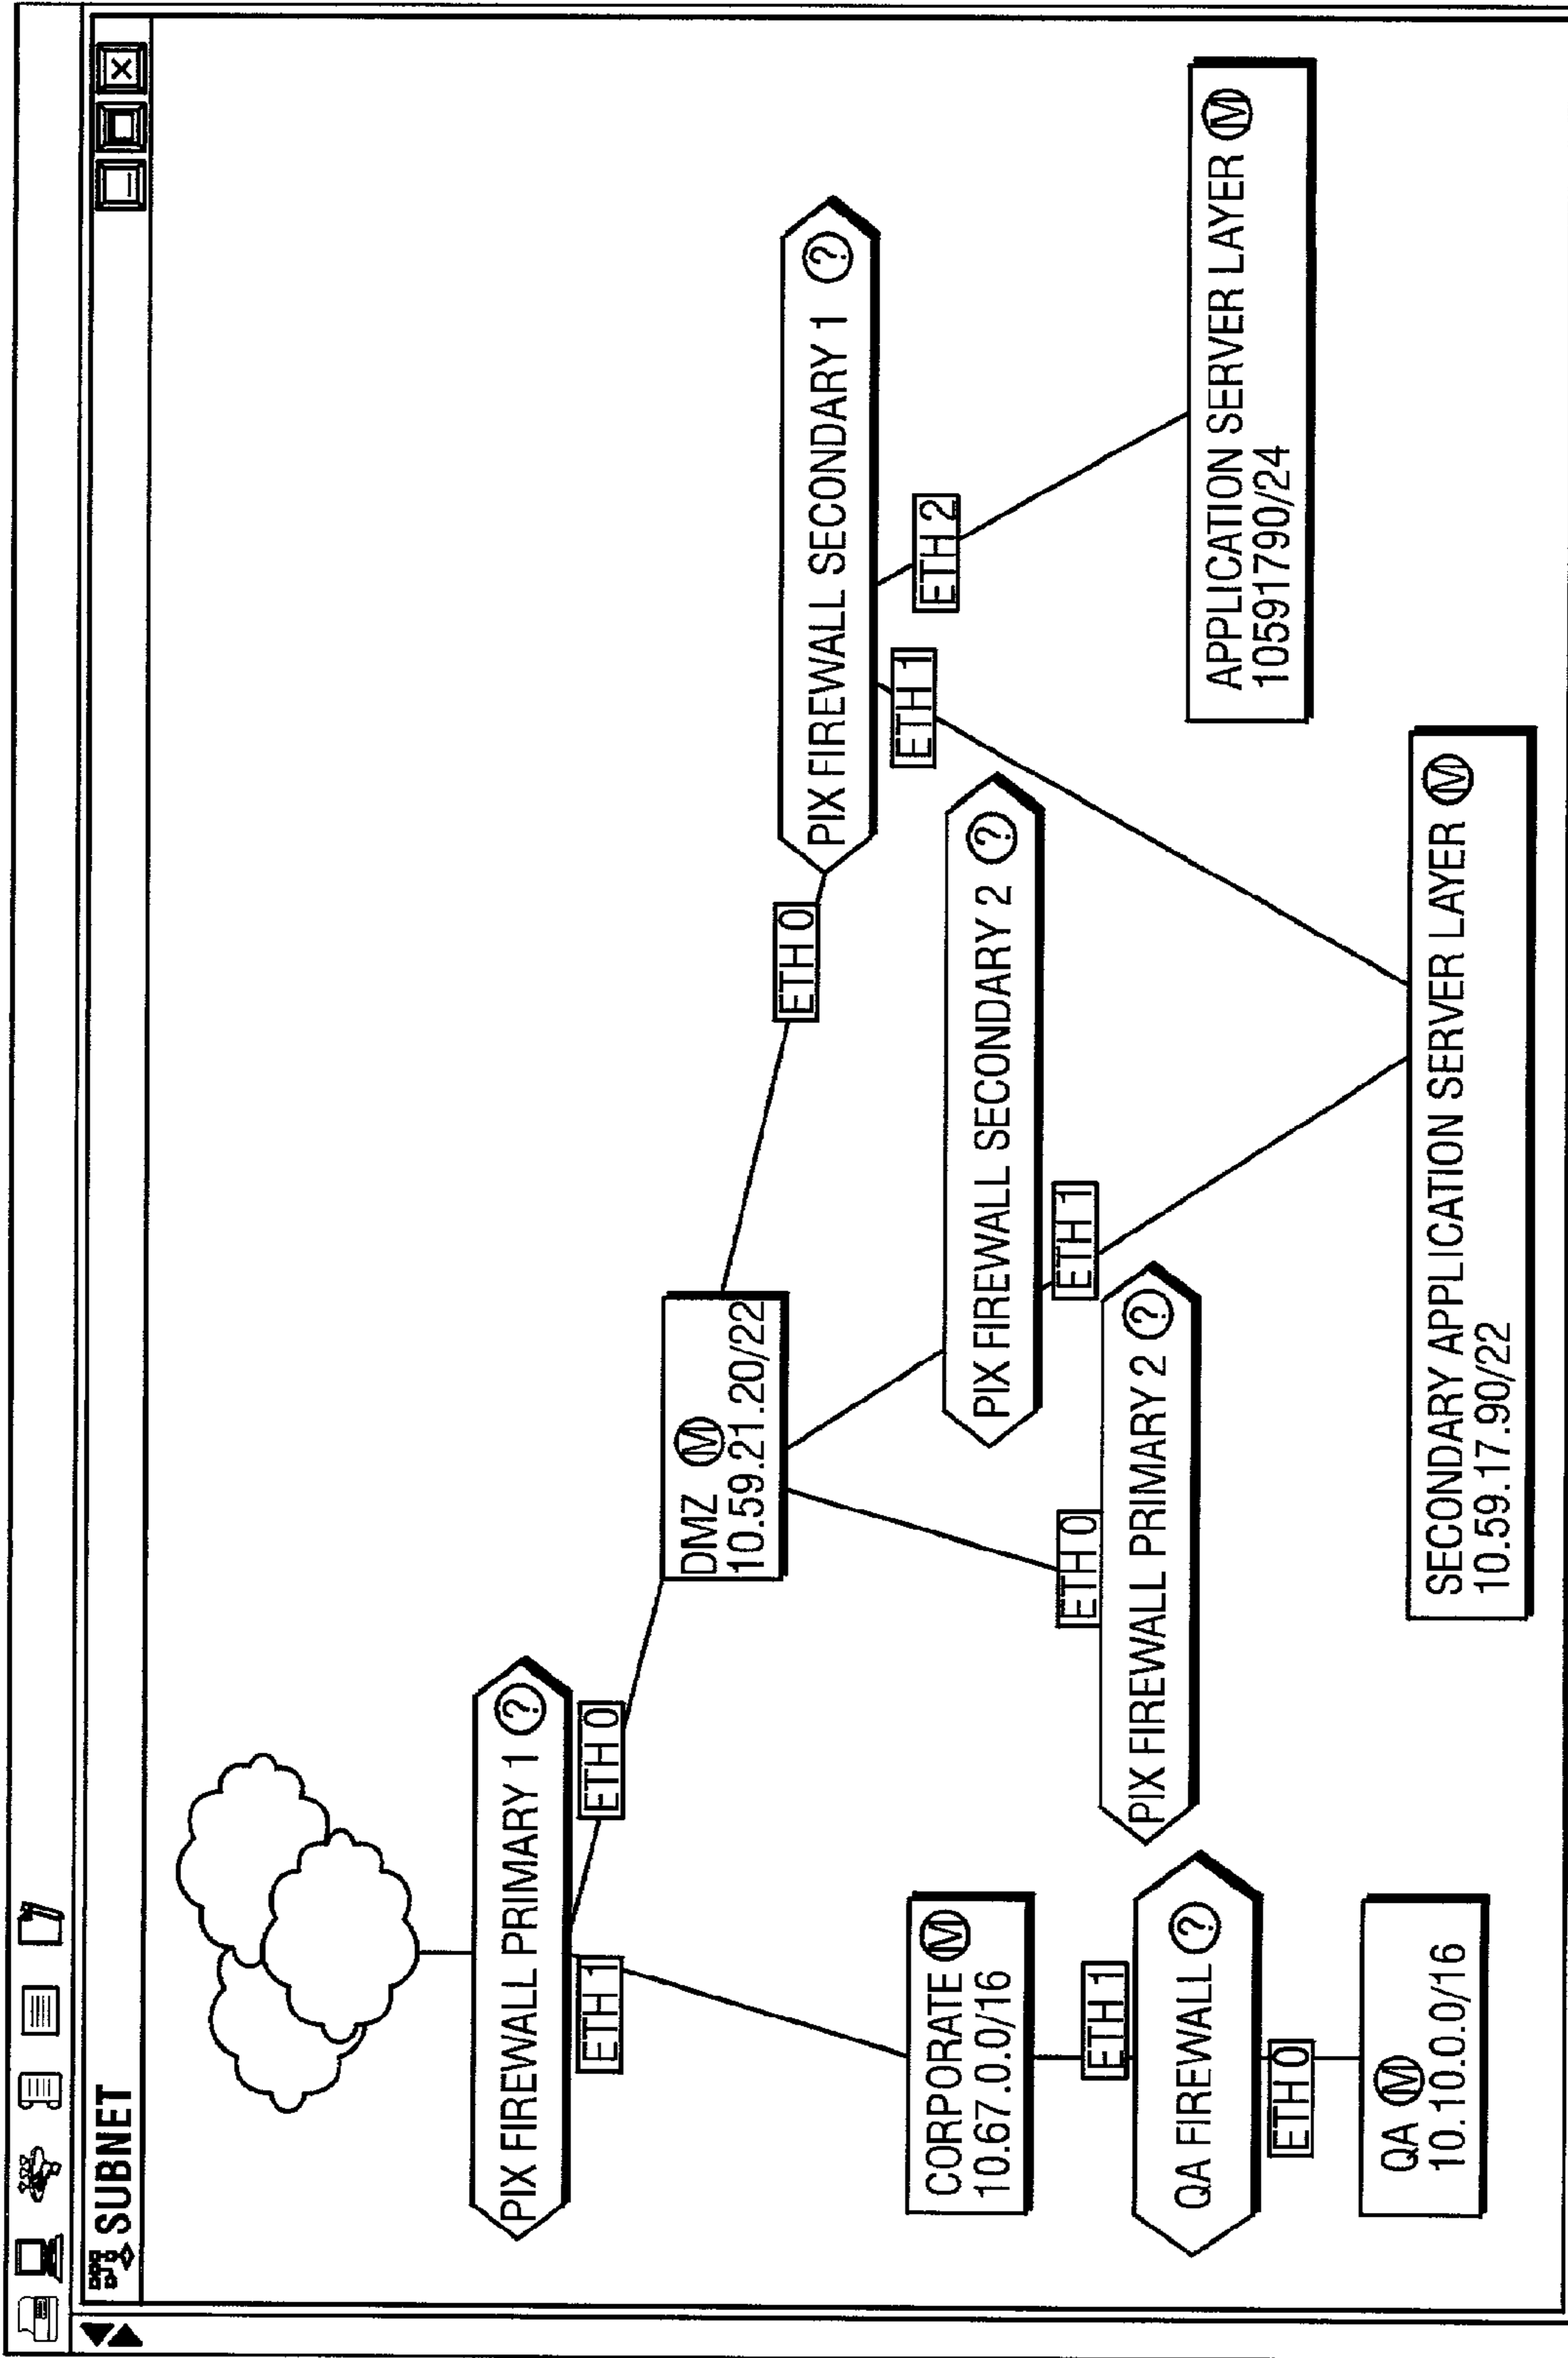 SUBNET
PIX FIREWALL PRIMARY 1 ?
ETH 1
ETH 0
DMZ M
10.59.21.20/22
ETH 0
PIX FIREWALL SECONDARY 1 ?
ETH 1
ETH 2
CORPORATE M
10.67.0.0/16
ETH 1
QA FIREWALL ?
ETH 0
QA M
10.10.0.0/16
ETH 0
PIX FIREWALL PRIMARY 2 ?
PIX FIREWALL SECONDARY 2 ?
ETH 1
APPLICATION SERVER LAYER M
10591790/24
SECONDARY APPLICATION SERVER LAYER M
10.59.17.90/22